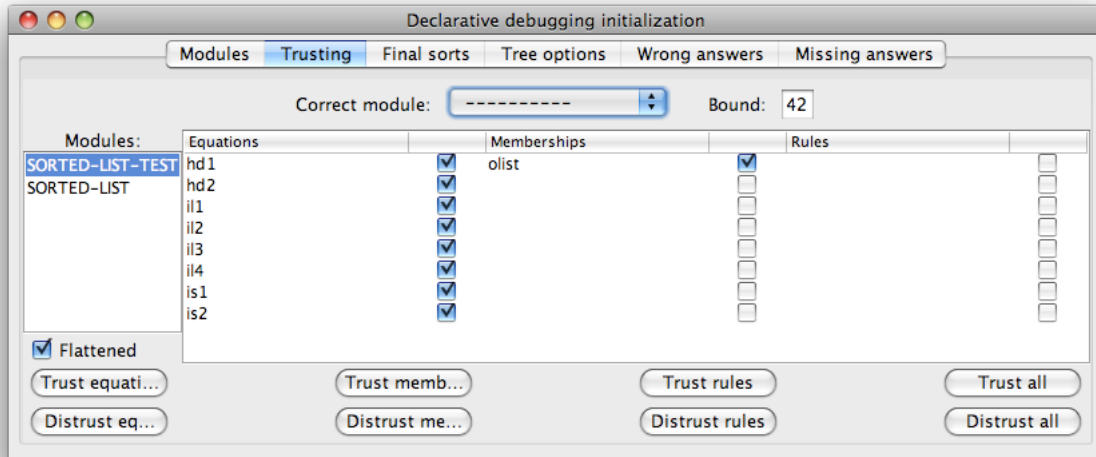 Declarative debugging initialization
Modules Trusting Final sorts Tree options Wrong answers Missing answers
Correct module: ---------- Bound: 42
Modules: Equations Memberships Rules
SORTED-LIST-TEST hd1 olist
SORTED-LIST hd2
il1
il2
il3
il4
is1
is2
Flattened
Trust equati... Trust memb... Trust rules Trust all
Distrust eq... Distrust me... Distrust rules Distrust all